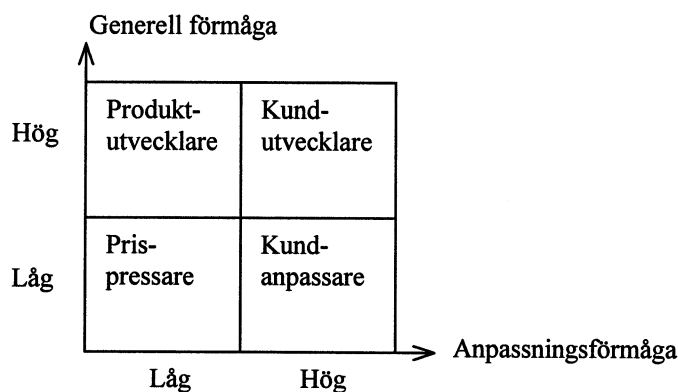 Generell förmåga
Hög
Produkt-
utvecklare
Kund-
utvecklare
Låg
Pris-
pressare
Kund-
anpassare
Anpassningsförmåga
Låg
Hög